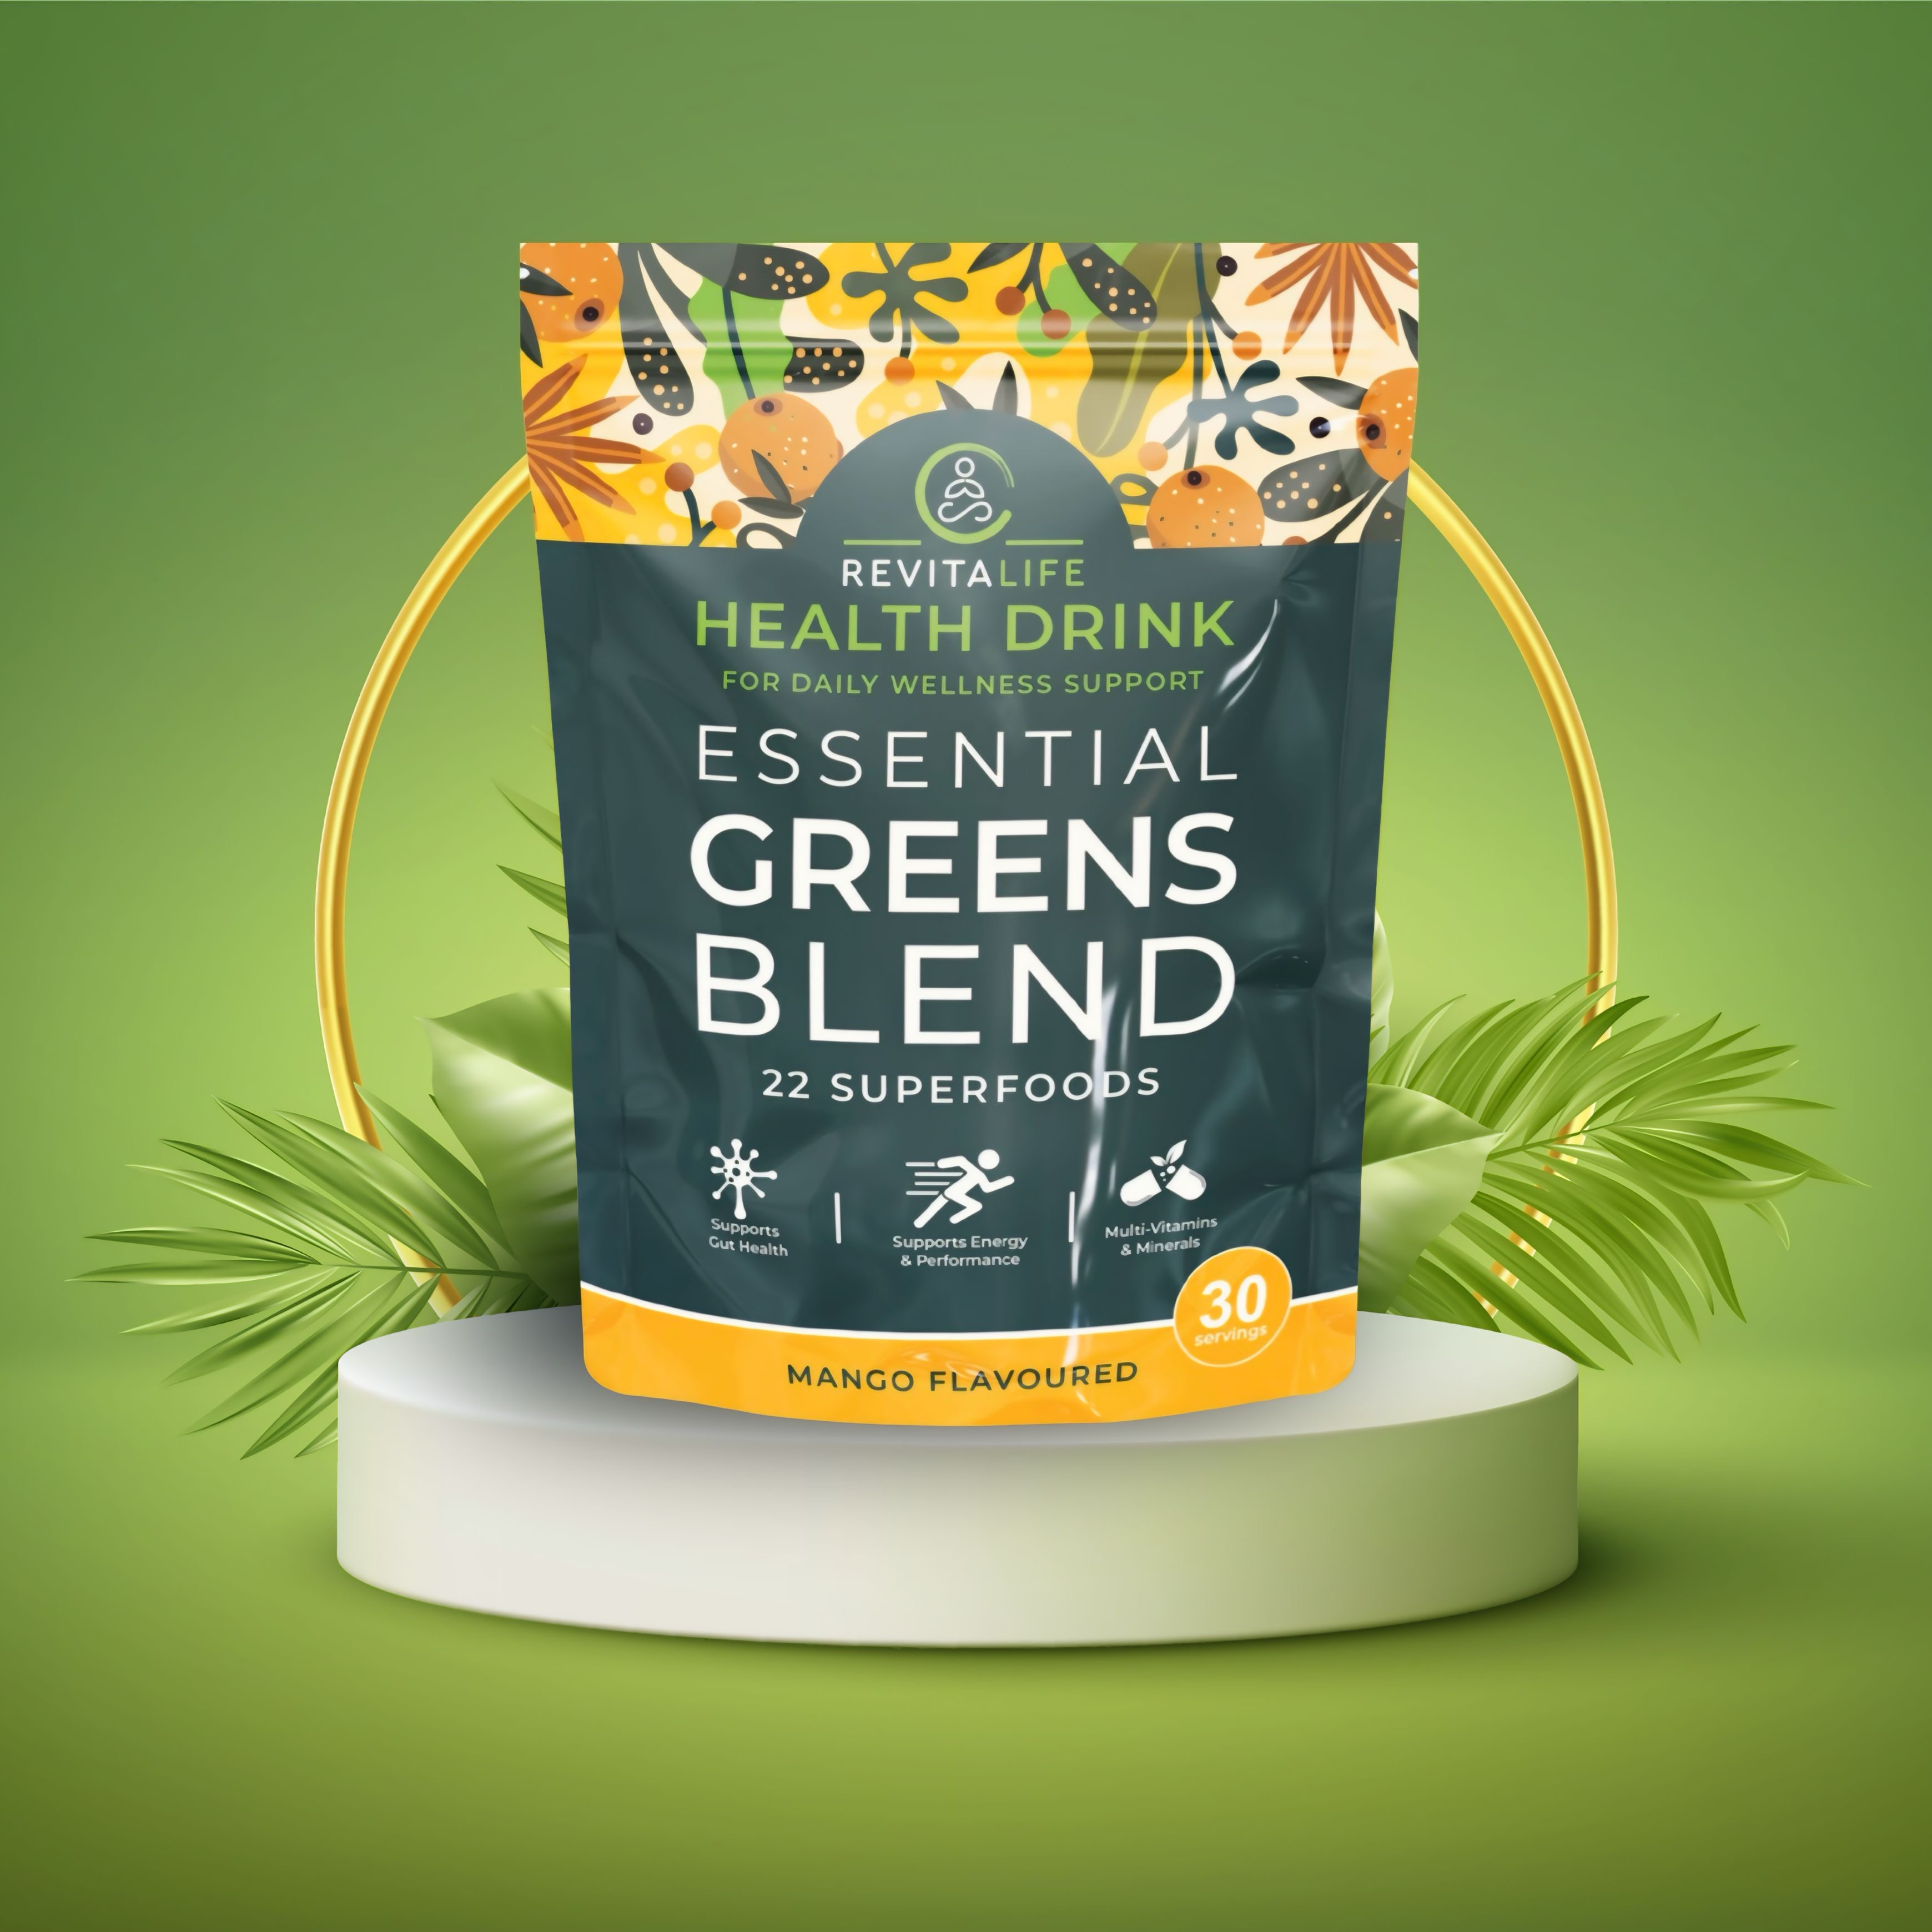 REVITALIFE
HEALTH DRINK
FOR DAILY WELLNESS SUPPORT
ESSENTIAL
GREENS
BLEND
22 SUPERFOODS
Supports
Gut Health
Supports Energy
& Performance
Multi-Vitamins
& Minerals
30
servings
MANGO FLAVOURED